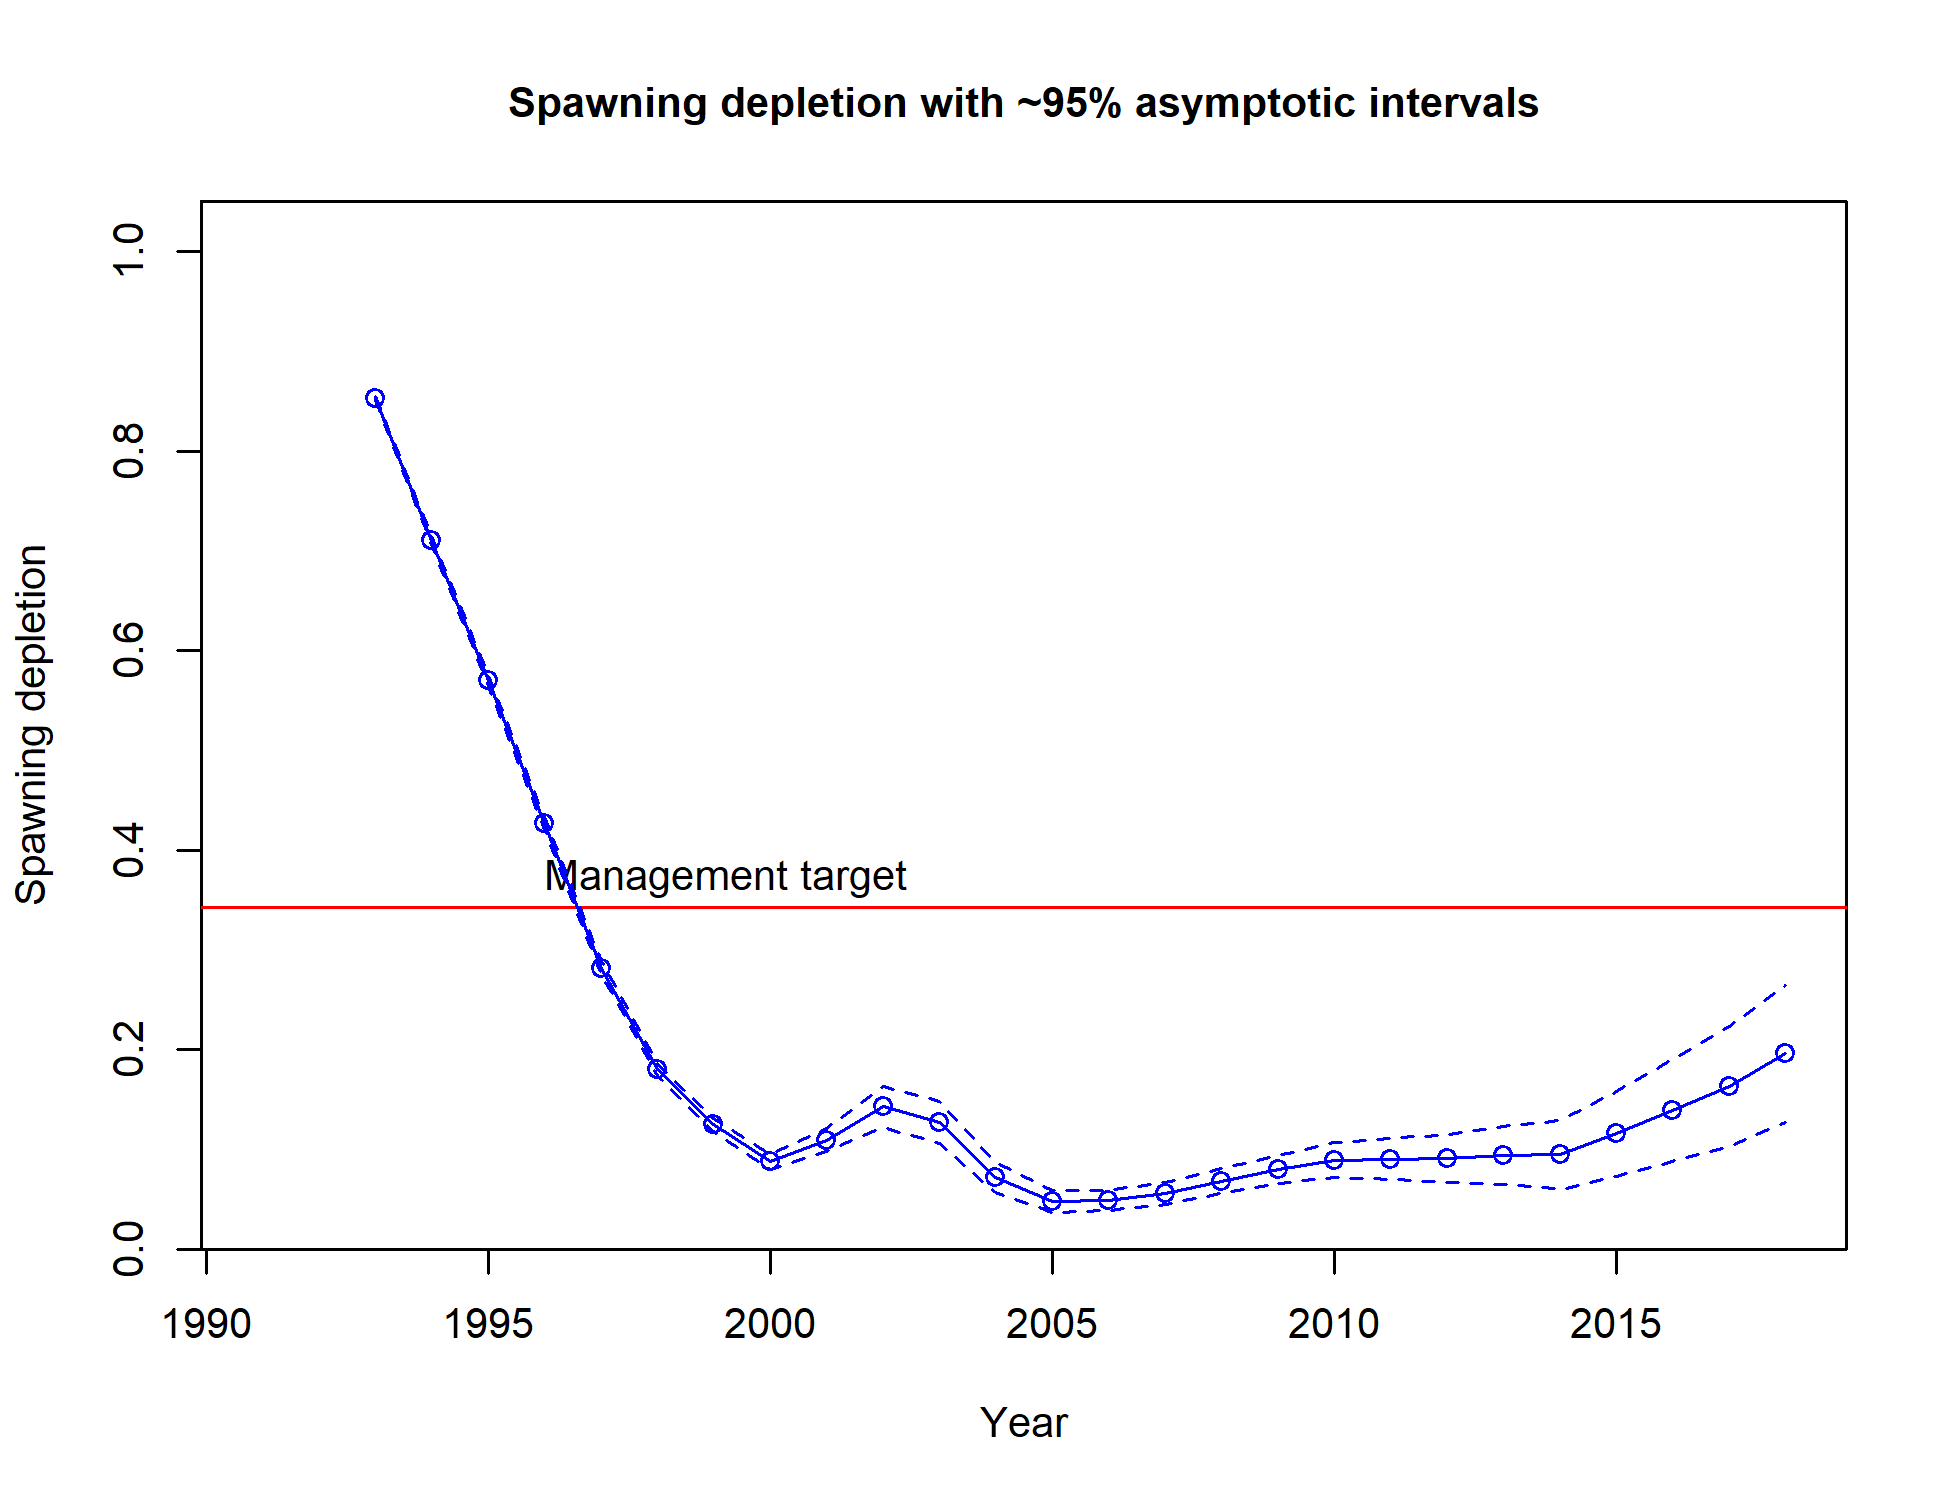 Spawning depletion with ~95% asymptotic intervals
Spawning depletion
1.0
0.8
0.6
0.4
0.2
0.0
Management target
1990 1995 2000 2005 2010 2015
Year